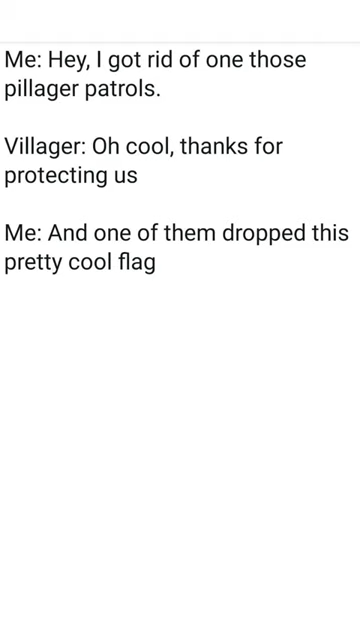 Me: Hey, I got rid of one those
pillager patrols.
Villager: Oh cool, thanks for
protecting us
Me: And one of them dropped this
pretty cool flag